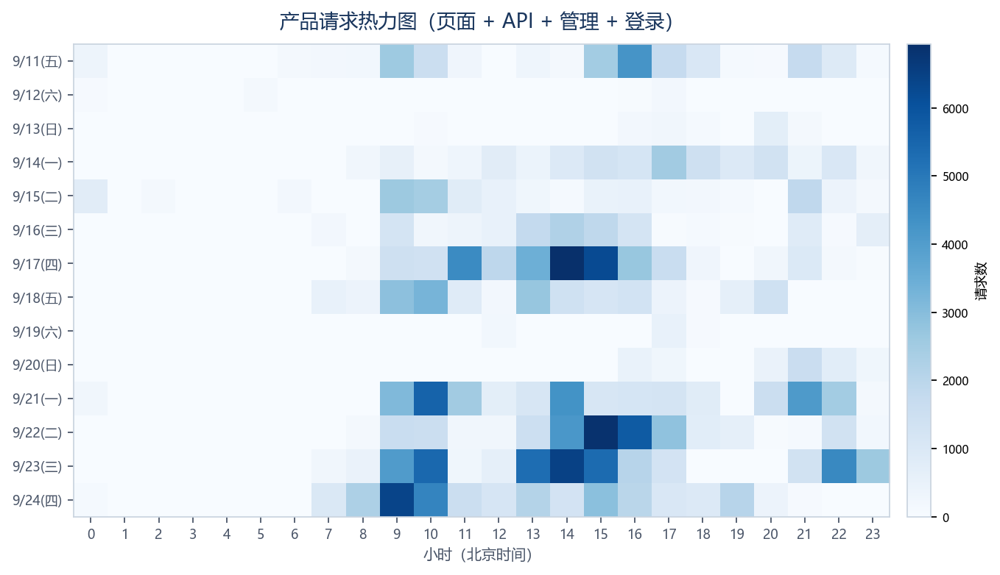 产品请求热力图（页面 + API + 管理 + 登录）
9/11(五)
9/12(六)
9/13(日)
9/14(一)
9/15(二)
9/16(三)
9/17(四)
9/18(五)
9/19(六)
9/20(日)
9/21(一)
9/22(二)
9/23(三)
9/24(四)
0 1 2 3 4 5 6 7 8 9 10 11 12 13 14 15 16 17 18 19 20 21 22 23
小时（北京时间）
6000
5000
4000
3000
2000
1000
0
请求数